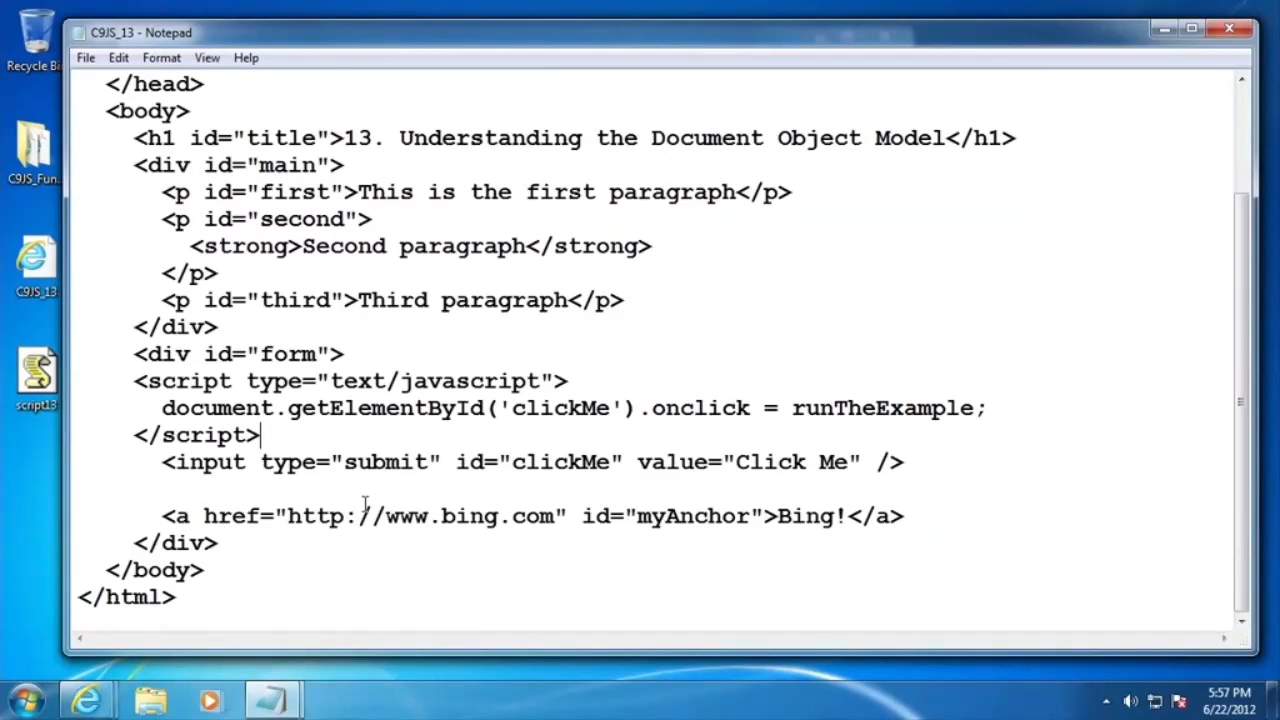 Recycle Bi
C9JS_Fun...
C9JS_13
script13
C9JS_13 - Notepad
File Edit Format View Help
</head>
<body>
<h1 id="title">13. Understanding the Document Object Model</h1>
<div id="main">
<p id="first">This is the first paragraph</p>
<p id="second">
<strong>Second paragraph</strong>
</p>
<p id="third">Third paragraph</p>
</div>
<div id="form">
<script type="text/javascript">
document.getElementById('clickMe').onclick = runTheExample;
</script>
<input type="submit" id="clickMe" value="Click Me" />
<a href="http://www.bing.com" id="myAnchor">Bing!</a>
</div>
</body>
</html>
5:57 PM
6/22/2012